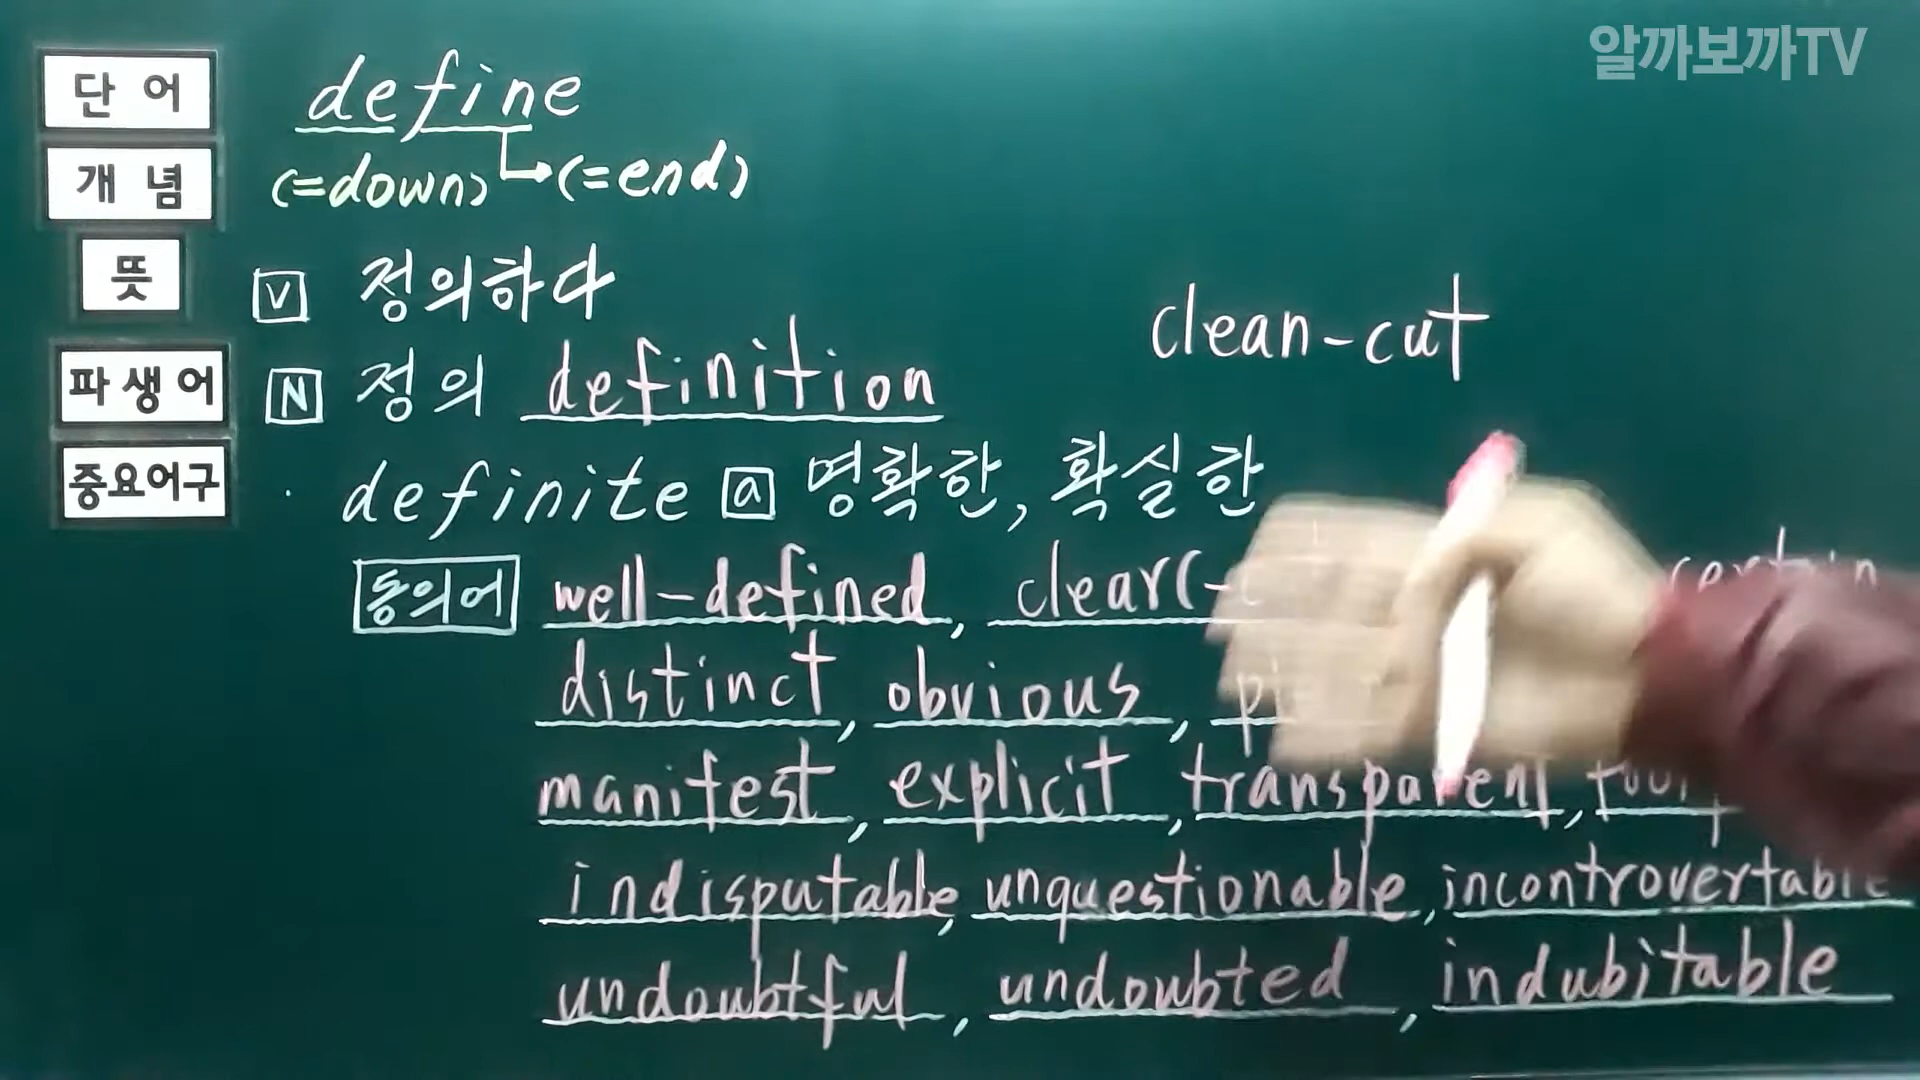 알까보까TV
단어 define
개념 (=down) (=end)
뜻 V 정의하다
clean-cut
파생어 N 정의 definition
중요어구 · definite a 명확한, 확실한
동의어 well-defined, clear(-
distinct, obvious,
manifest, explicit, transparent,
indisputable, unquestionable, incontrovertable
undoubtful, undoubted, indubitable